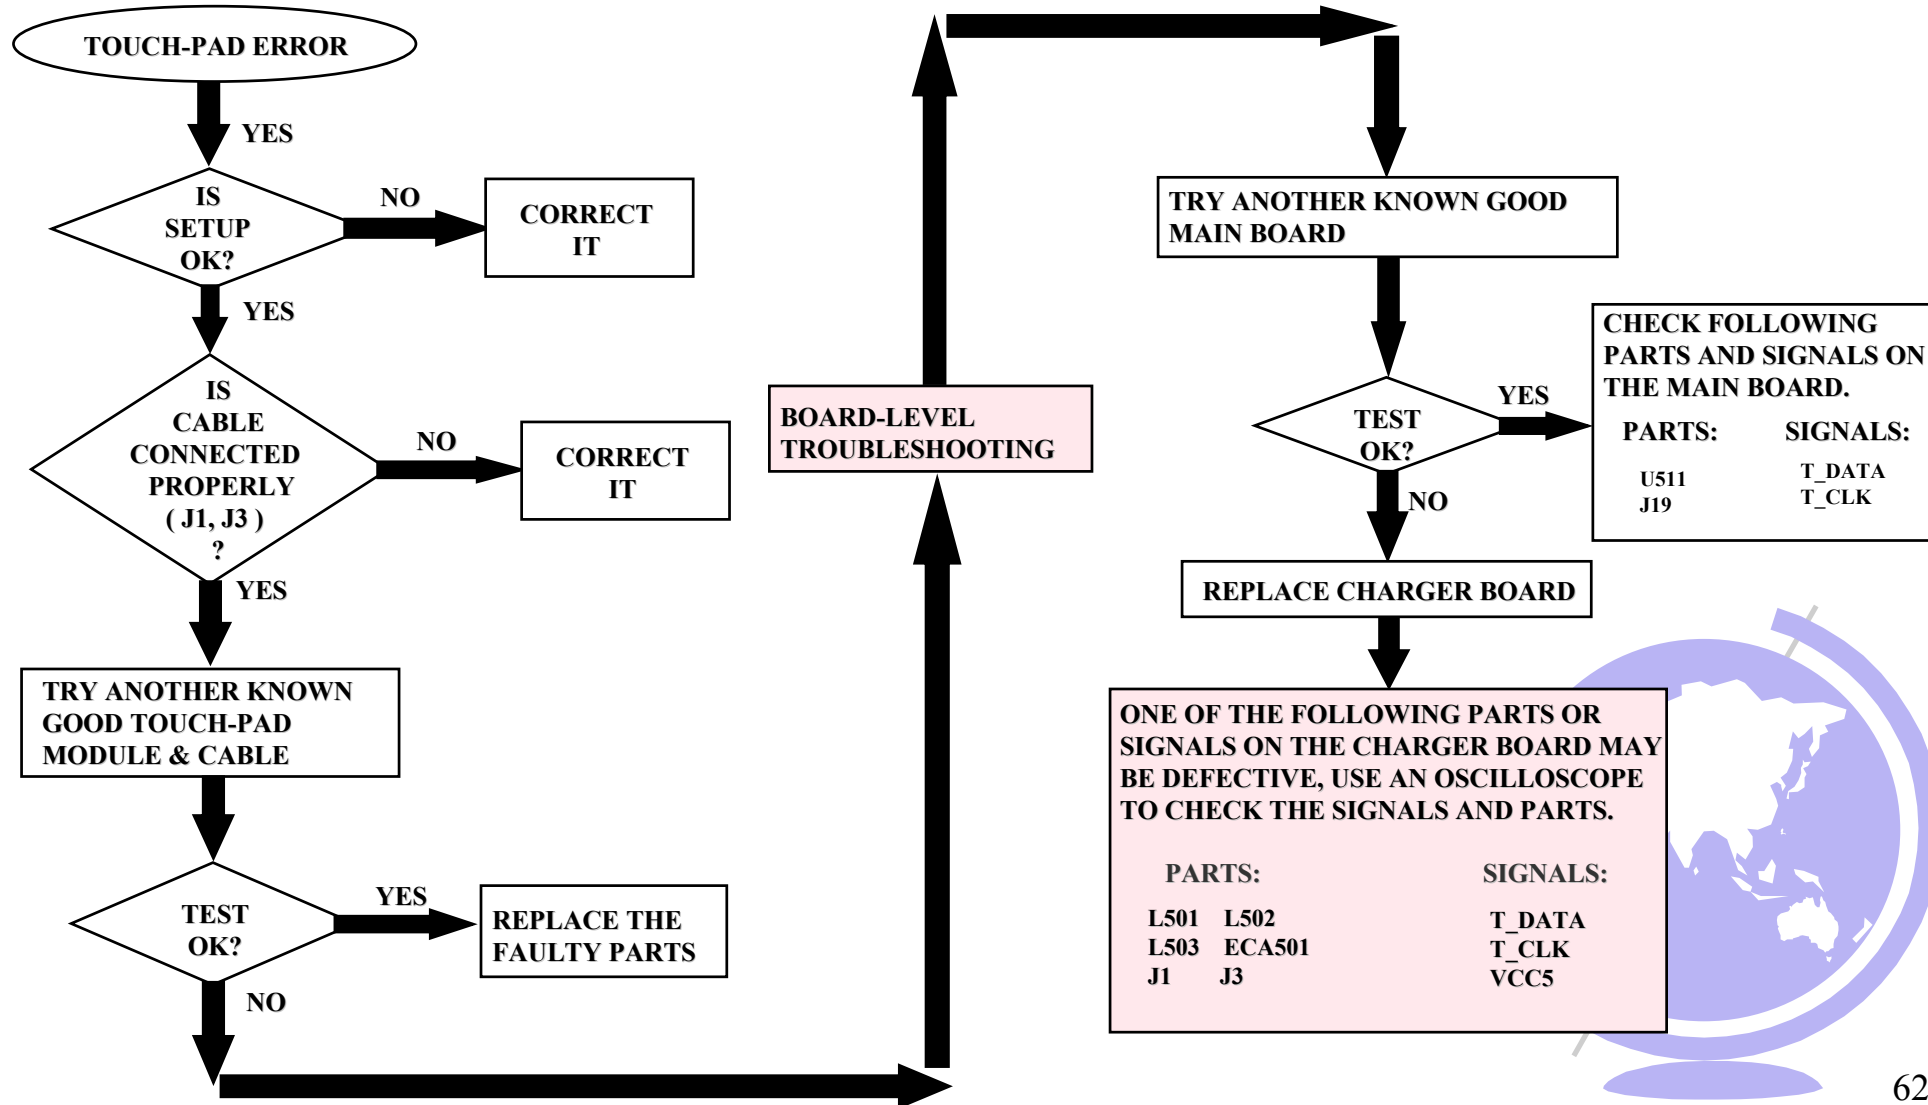 TOUCH-PAD ERROR
YES
IS
SETUP
OK?
NO
CORRECT
IT
YES
IS
CABLE
CONNECTED
PROPERLY
( J1, J3 )
?
NO
CORRECT
IT
YES
TRY ANOTHER KNOWN
GOOD TOUCH-PAD
MODULE & CABLE
TEST
OK?
YES
REPLACE THE
FAULTY PARTS
NO
BOARD-LEVEL
TROUBLESHOOTING
TRY ANOTHER KNOWN GOOD
MAIN BOARD
TEST
OK?
YES
CHECK FOLLOWING
PARTS AND SIGNALS ON
THE MAIN BOARD.
PARTS: SIGNALS:
U511 T_DATA
J19 T_CLK
NO
REPLACE CHARGER BOARD
ONE OF THE FOLLOWING PARTS OR
SIGNALS ON THE CHARGER BOARD MAY
BE DEFECTIVE, USE AN OSCILLOSCOPE
TO CHECK THE SIGNALS AND PARTS.
PARTS: SIGNALS:
L501 L502 T_DATA
L503 ECA501 T_CLK
J1 J3 VCC5
62